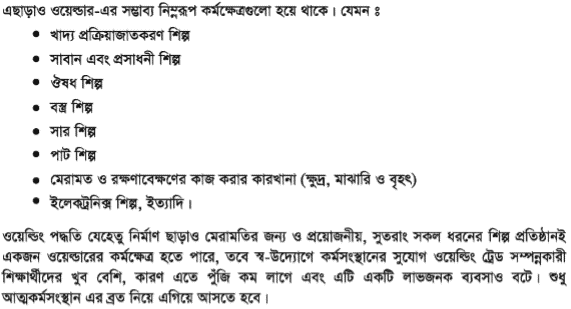 এছাড়াও ওয়েল্ডার-এর সম্ভাব্য নিম্নরূপ কর্মক্ষেত্রগুলো হয়ে থাকে। যেমন ঃ
• খাদ্য প্রক্রিয়াজাতকরণ শিল্প
• সাবান এবং প্রসাধনী শিল্প
• ঔষধ শিল্প
• বস্ত্র শিল্প
• সার শিল্প
• পাট শিল্প
• মেরামত ও রক্ষণাবেক্ষণের কাজ করার কারখানা (ক্ষুদ্র, মাঝারি ও বৃহৎ)
• ইলেকট্রনিক্স শিল্প, ইত্যাদি।
ওয়েল্ডিং পদ্ধতি যেহেতু নির্মাণ ছাড়াও মেরামতির জন্য ও প্রয়োজনীয়, সুতরাং সকল ধরনের শিল্প প্রতিষ্ঠানই
একজন ওয়েল্ডারের কর্মক্ষেত্র হতে পারে, তবে স্ব-উদ্যোগে কর্মসংস্থানের সুযোগ ওয়েল্ডিং ট্রেড সম্পন্নকারী
শিক্ষার্থীদের খুব বেশি, কারণ এতে পুঁজি কম লাগে এবং এটি একটি লাভজনক ব্যবসাও বটে। শুধু
আত্মকর্মসংস্থান এর ব্রত নিয়ে এগিয়ে আসতে হবে।